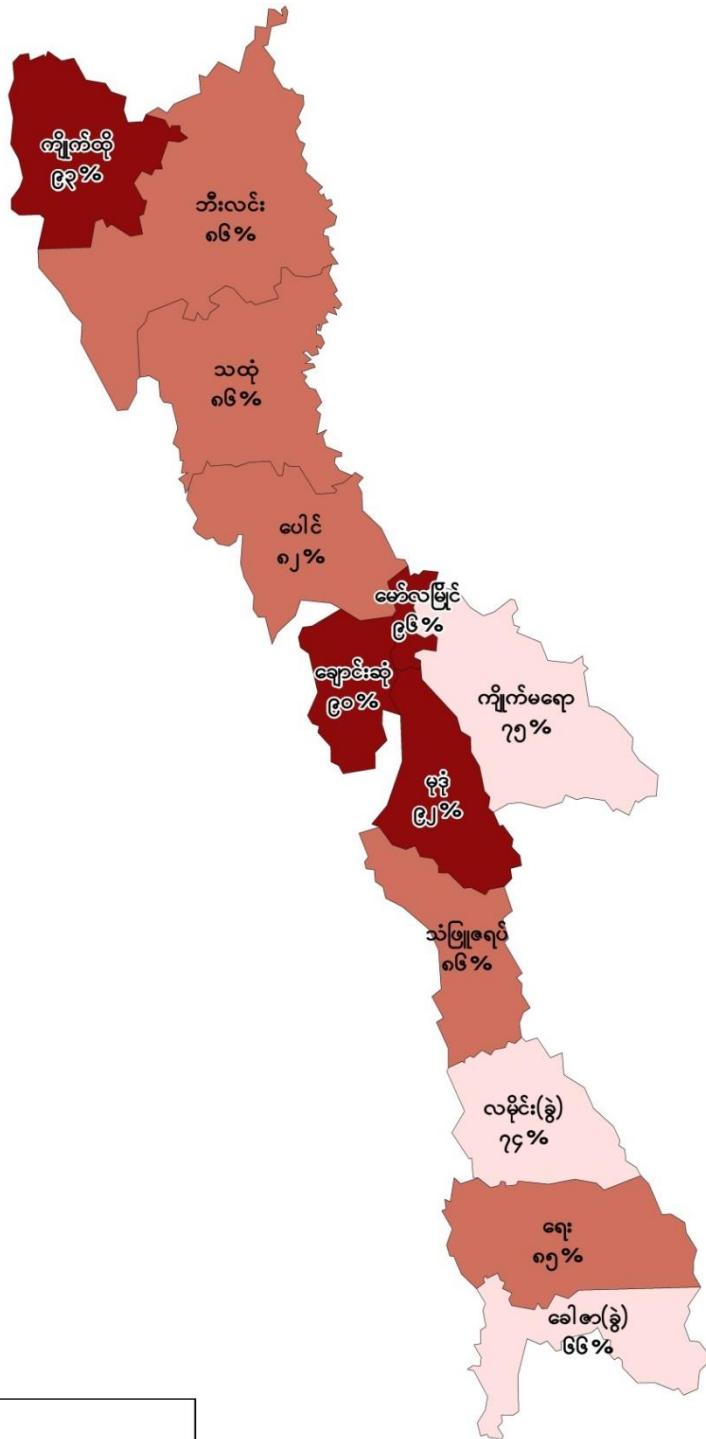 ကျိုက်ထို
၉၃%
ဘီးလင်း
၈၆%
သထုံ
၈၆%
ပေါင်
၈၂%
မော်လမြိုင်
၉၆%
ချောင်းဆုံ
၉၀%
ကျိုက်မရော
၇၅%
မုဒုံ
၉၂%
သံဖြူဇရပ်
၈၆%
လမိုင်း(ခွဲ)
၇၄%
ရေး
၈၅%
ခေါဇာ(ခွဲ)
၆၆%